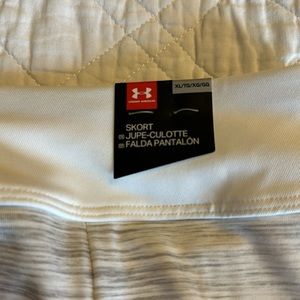 UNDER ARMOUR
XL/TG/XG/GG
SKORT
JUPE-CULOTTE
FALDA PANTALÓN